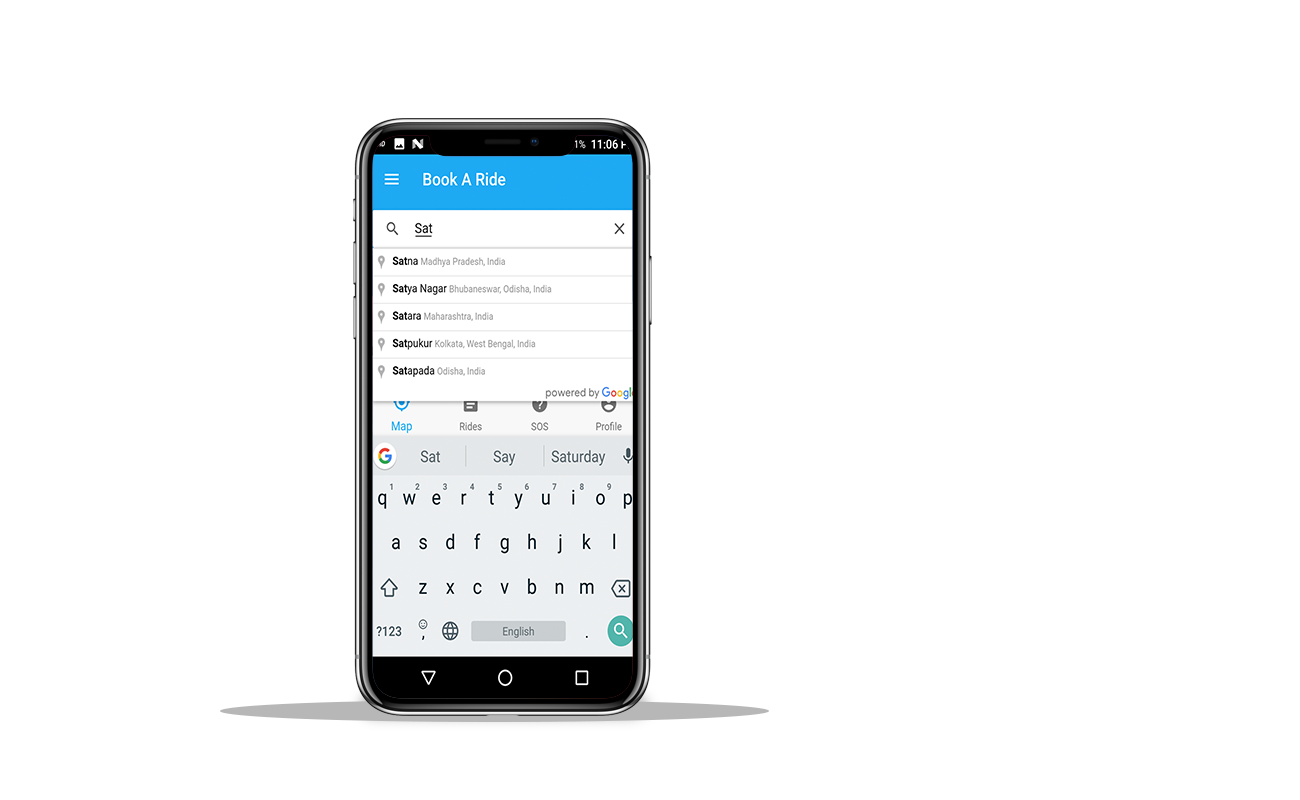 1% 11:06
Book A Ride
Sat
Satna Madhya Pradesh, India
Satya Nagar Bhubaneswar, Odisha, India
Satara Maharashtra, India
Satpukur Kolkata, West Bengal, India
Satapada Odisha, India
powered by Google
Map Rides SOS Profile
G Sat Say Saturday
1 2 3 4 5 6 7 8 9
q w e r t y u i o p
a s d f g h j k l
z x c v b n m
?123 , English .